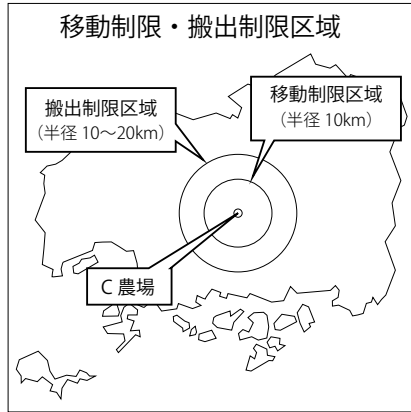 移動制限・搬出制限区域
搬出制限区域
（半径 10〜20km）
移動制限区域
（半径 10km）
C 農場